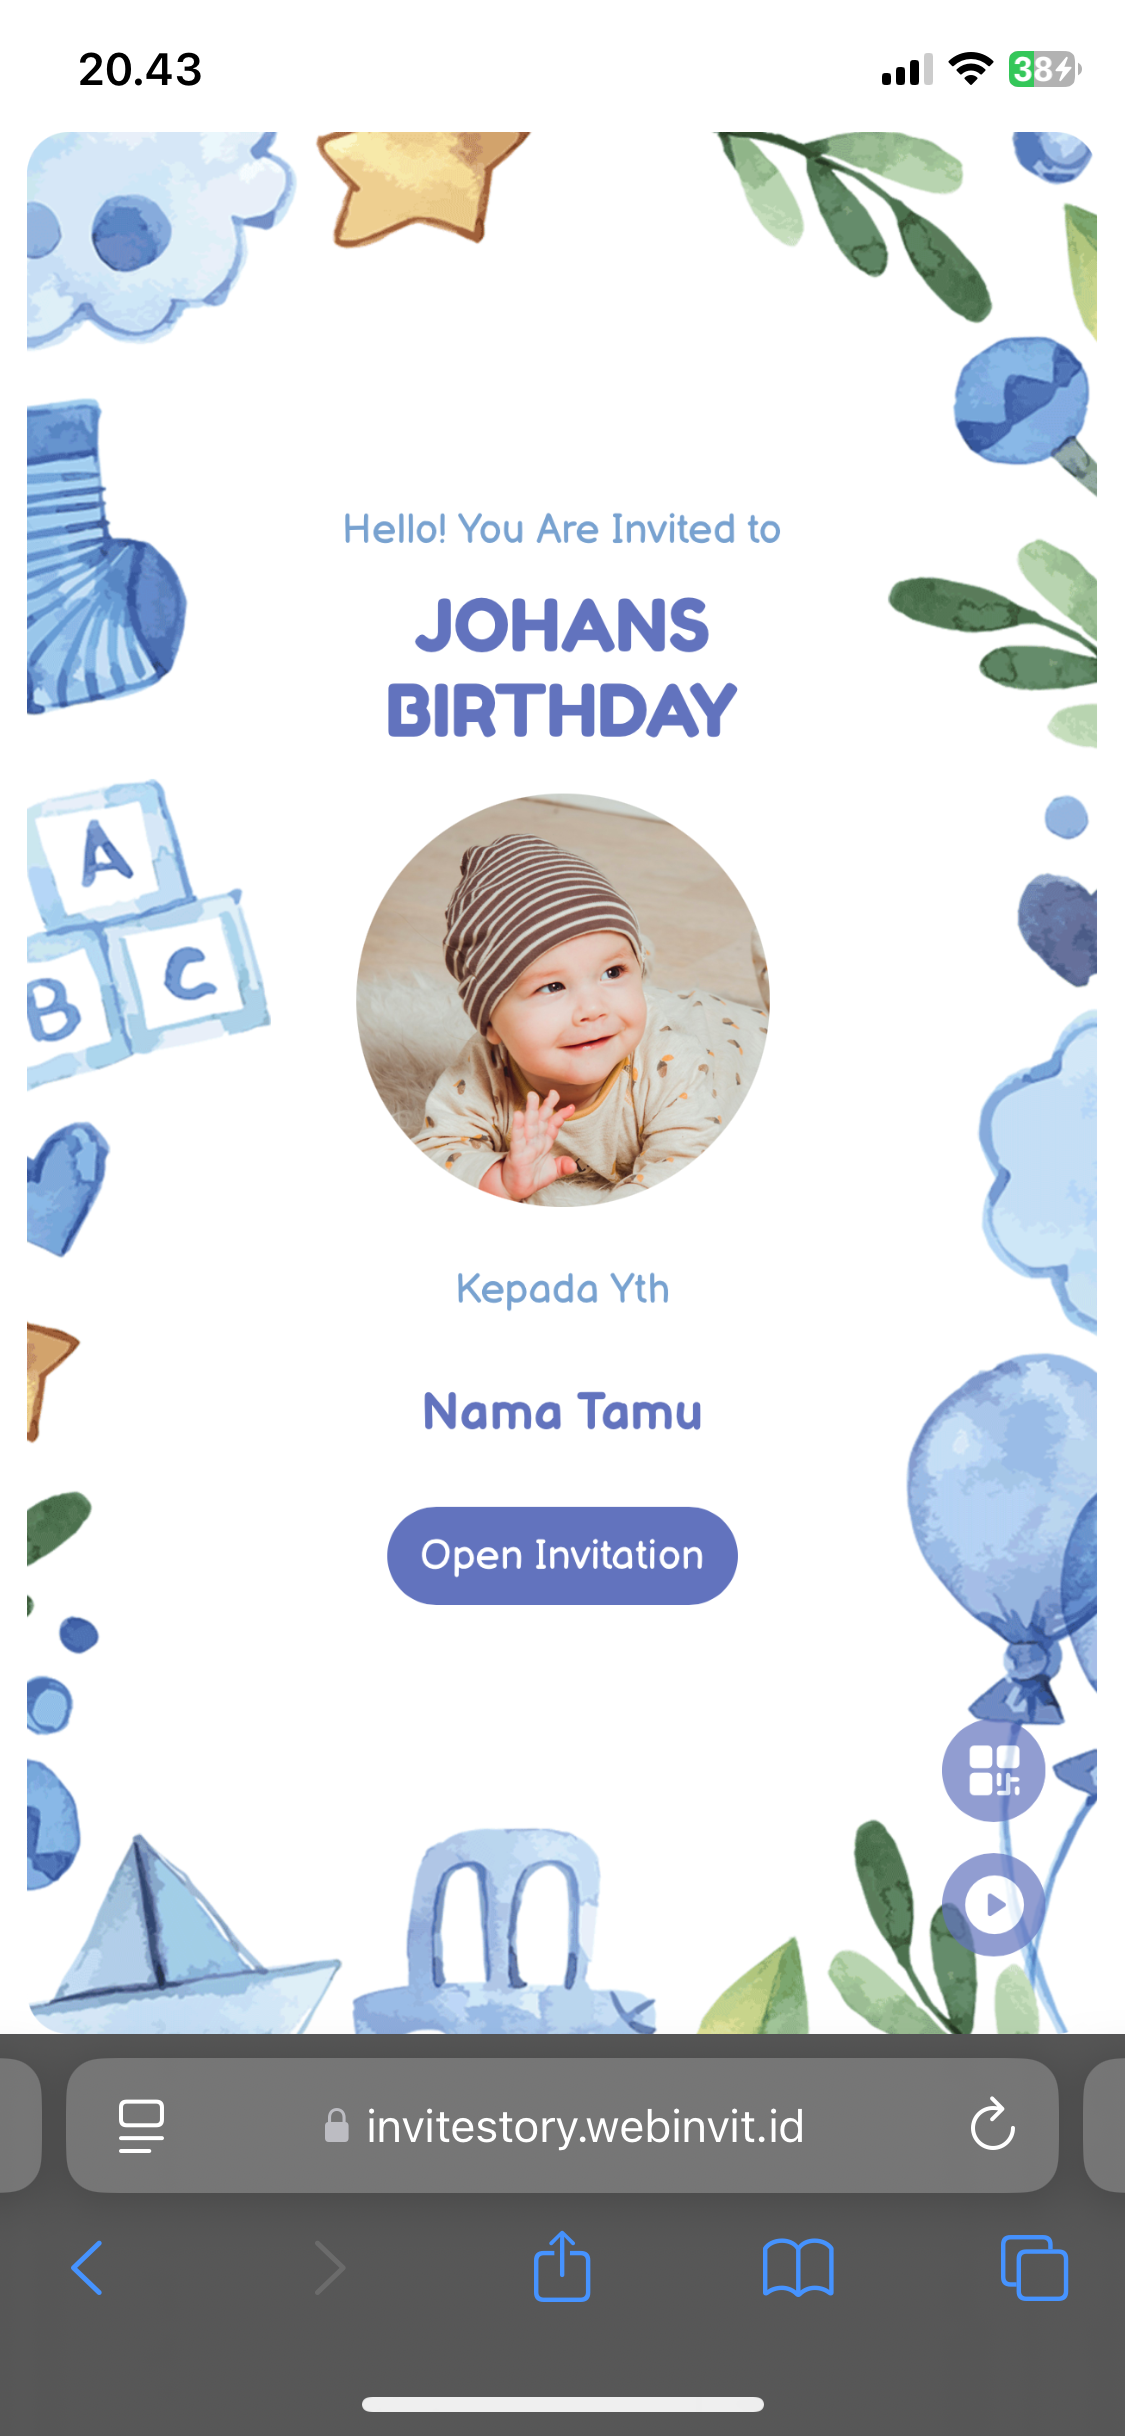 20.43
38
Hello! You Are Invited to
JOHANS
BIRTHDAY
A
B C
Kepada Yth
Nama Tamu
Open Invitation
invitestory.webinvit.id